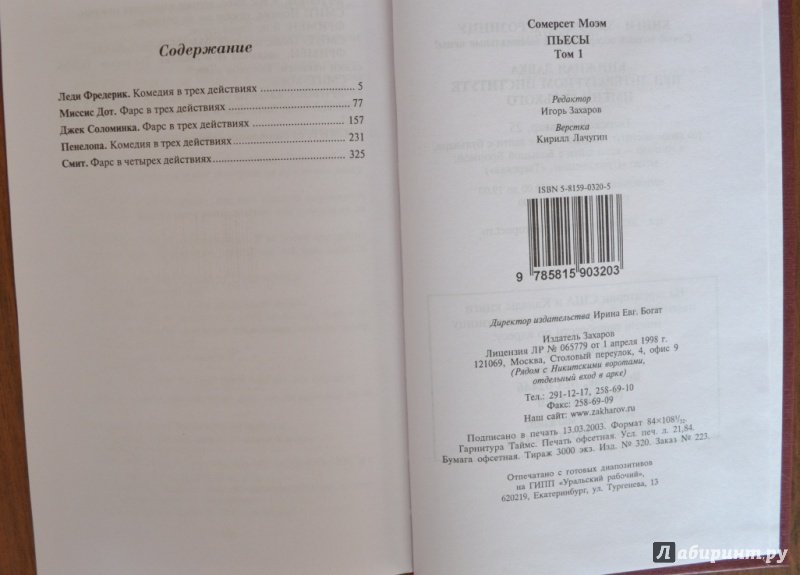 Содержание
Леди Фредерик. Комедия в трех действиях ........ 5
Миссис Дот. Фарс в трех действиях ........ 77
Джек Соломинка. Фарс в трех действиях ........ 157
Пенелопа. Комедия в трех действиях ........ 231
Смит. Фарс в четырех действиях ........ 325
Сомерсет Моэм
ПЬЕСЫ
Том 1
Редактор
Игорь Захаров
Верстка
Кирилл Лачугин
ISBN 5-8159-0320-5
9 785815 903203
Директор издательства Ирина Евг. Богат
Издатель Захаров
Лицензия ЛР № 065779 от 1 апреля 1998 г.
121069, Москва, Столовый переулок, 4, офис 9
(Рядом с Никитскими воротами,
отдельный вход в арке)
Тел.: 291-12-17, 258-69-10
Факс: 258-69-09
Наш сайт: www.zakharov.ru
Подписано в печать 13.03.2003. Формат 84×108 1/32.
Гарнитура Таймс. Печать офсетная. Усл. печ. л. 21,84.
Бумага офсетная. Тираж 3000 экз. Изд. № 320. Заказ № 223.
Отпечатано с готовых диапозитивов
на ГИПП «Уральский рабочий»,
620219, Екатеринбург, ул. Тургенева, 13
Лабиринт.ру